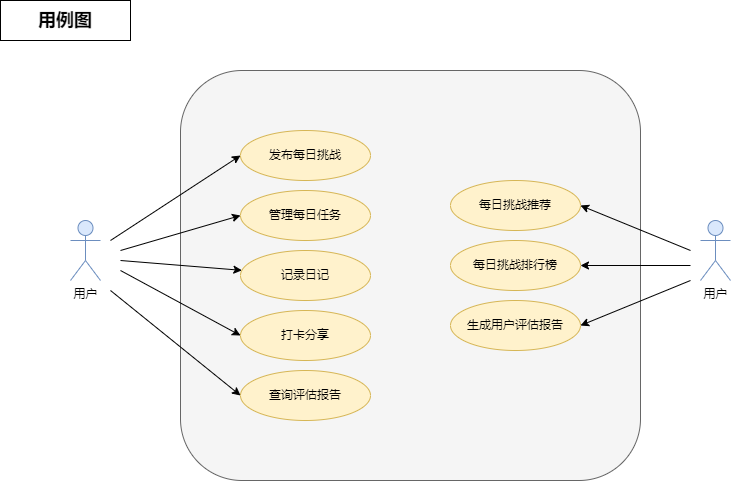 用例图
发布每日挑战
管理每日任务
记录日记
打卡分享
查询评估报告
用户
每日挑战推荐
每日挑战排行榜
生成用户评估报告
用户